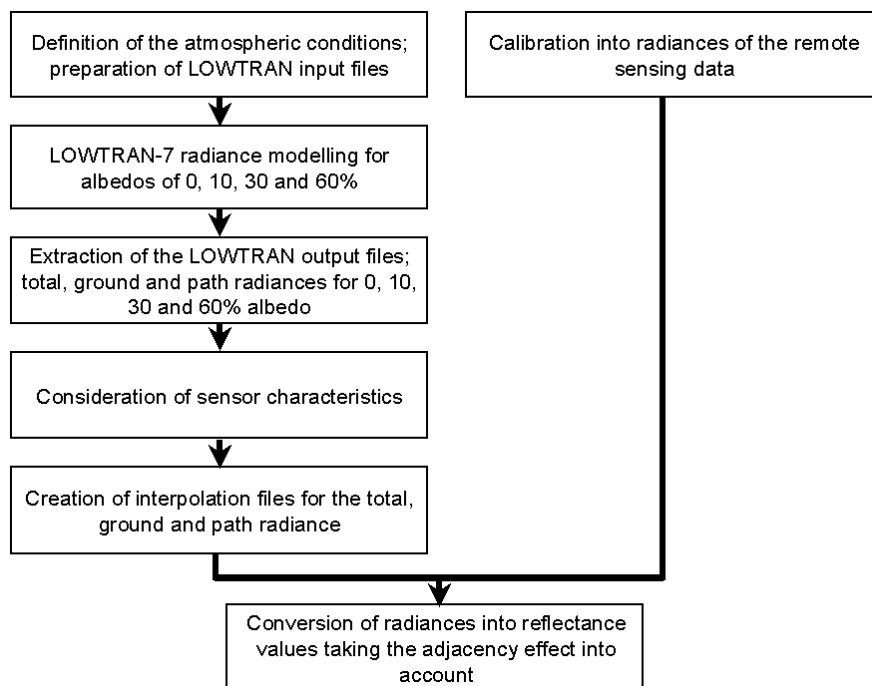 Definition of the atmospheric conditions;
preparation of LOWTRAN input files
Calibration into radiances of the remote
sensing data
LOWTRAN-7 radiance modelling for
albedos of 0, 10, 30 and 60%
Extraction of the LOWTRAN output files;
total, ground and path radiances for 0, 10,
30 and 60% albedo
Consideration of sensor characteristics
Creation of interpolation files for the total,
ground and path radiance
Conversion of radiances into reflectance
values taking the adjacency effect into
account